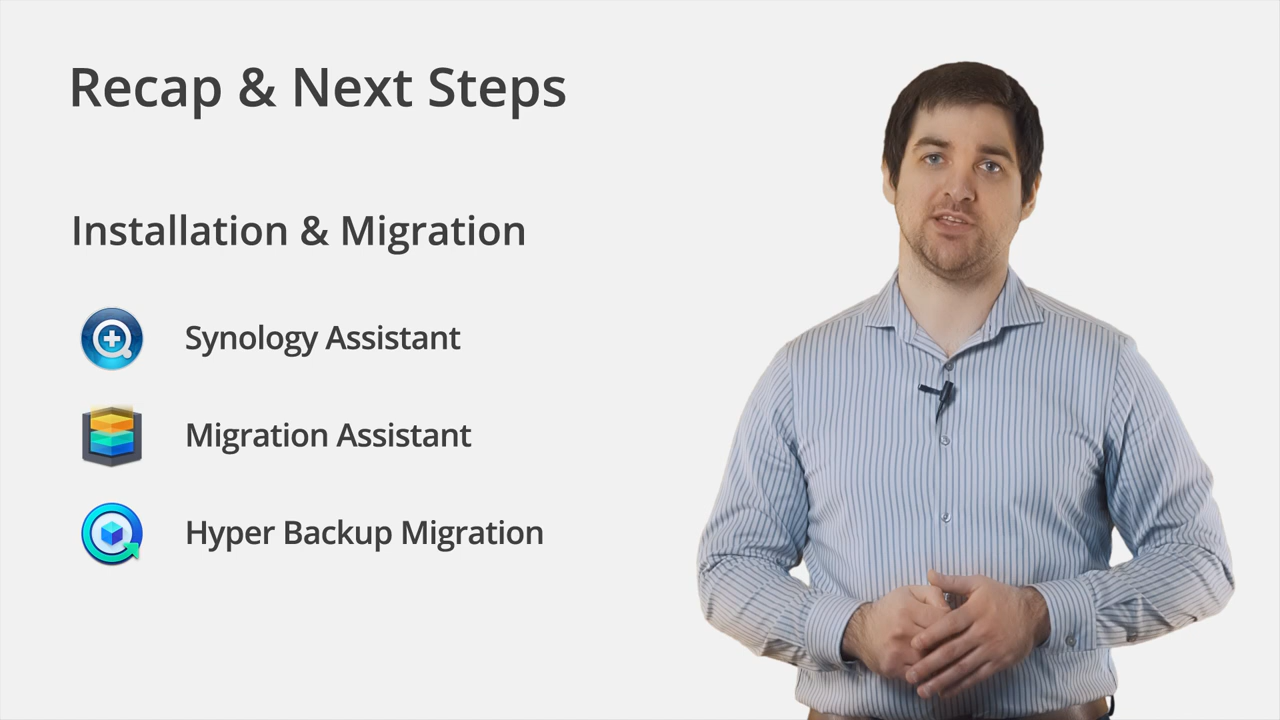 Recap & Next Steps
Installation & Migration
Synology Assistant
Migration Assistant
Hyper Backup Migration